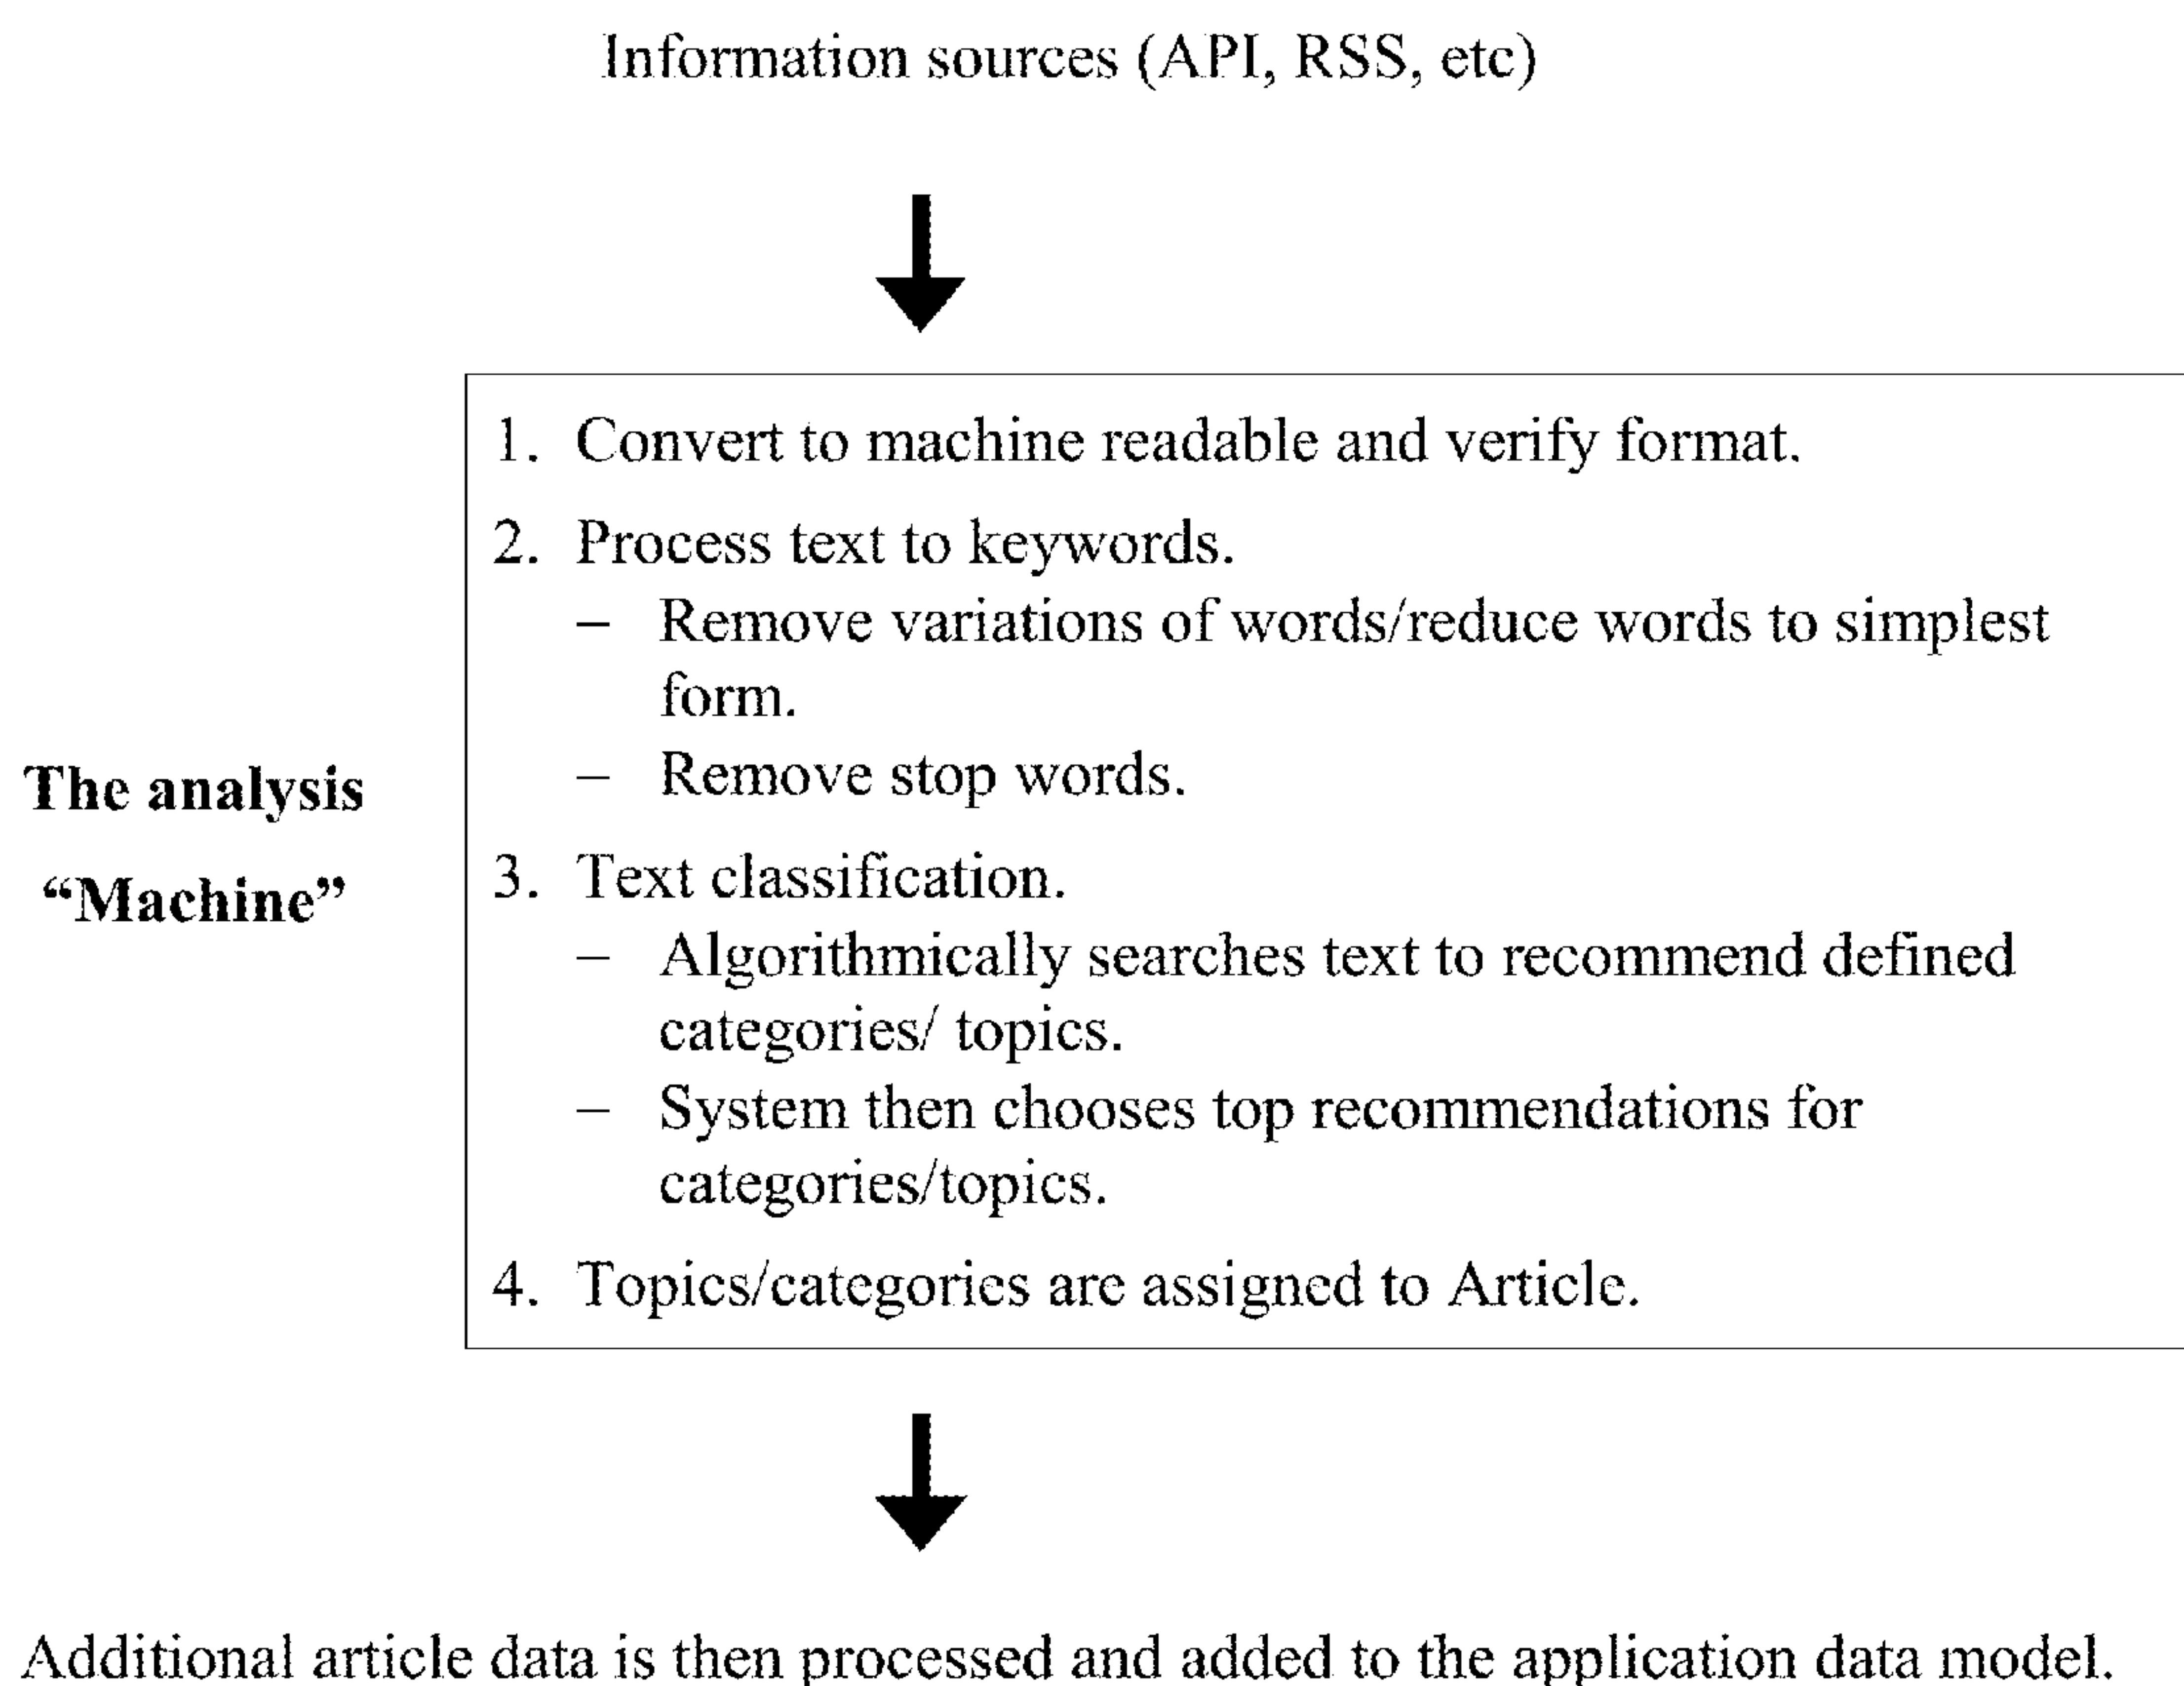 Information sources (API, RSS, etc)
1. Convert to machine readable and verify format.
2. Process text to keywords.
– Remove variations of words/reduce words to simplest
form.
– Remove stop words.
The analysis
“Machine”
3. Text classification.
– Algorithmically searches text to recommend defined
categories/ topics.
– System then chooses top recommendations for
categories/topics.
4. Topics/categories are assigned to Article.
Additional article data is then processed and added to the application data model.